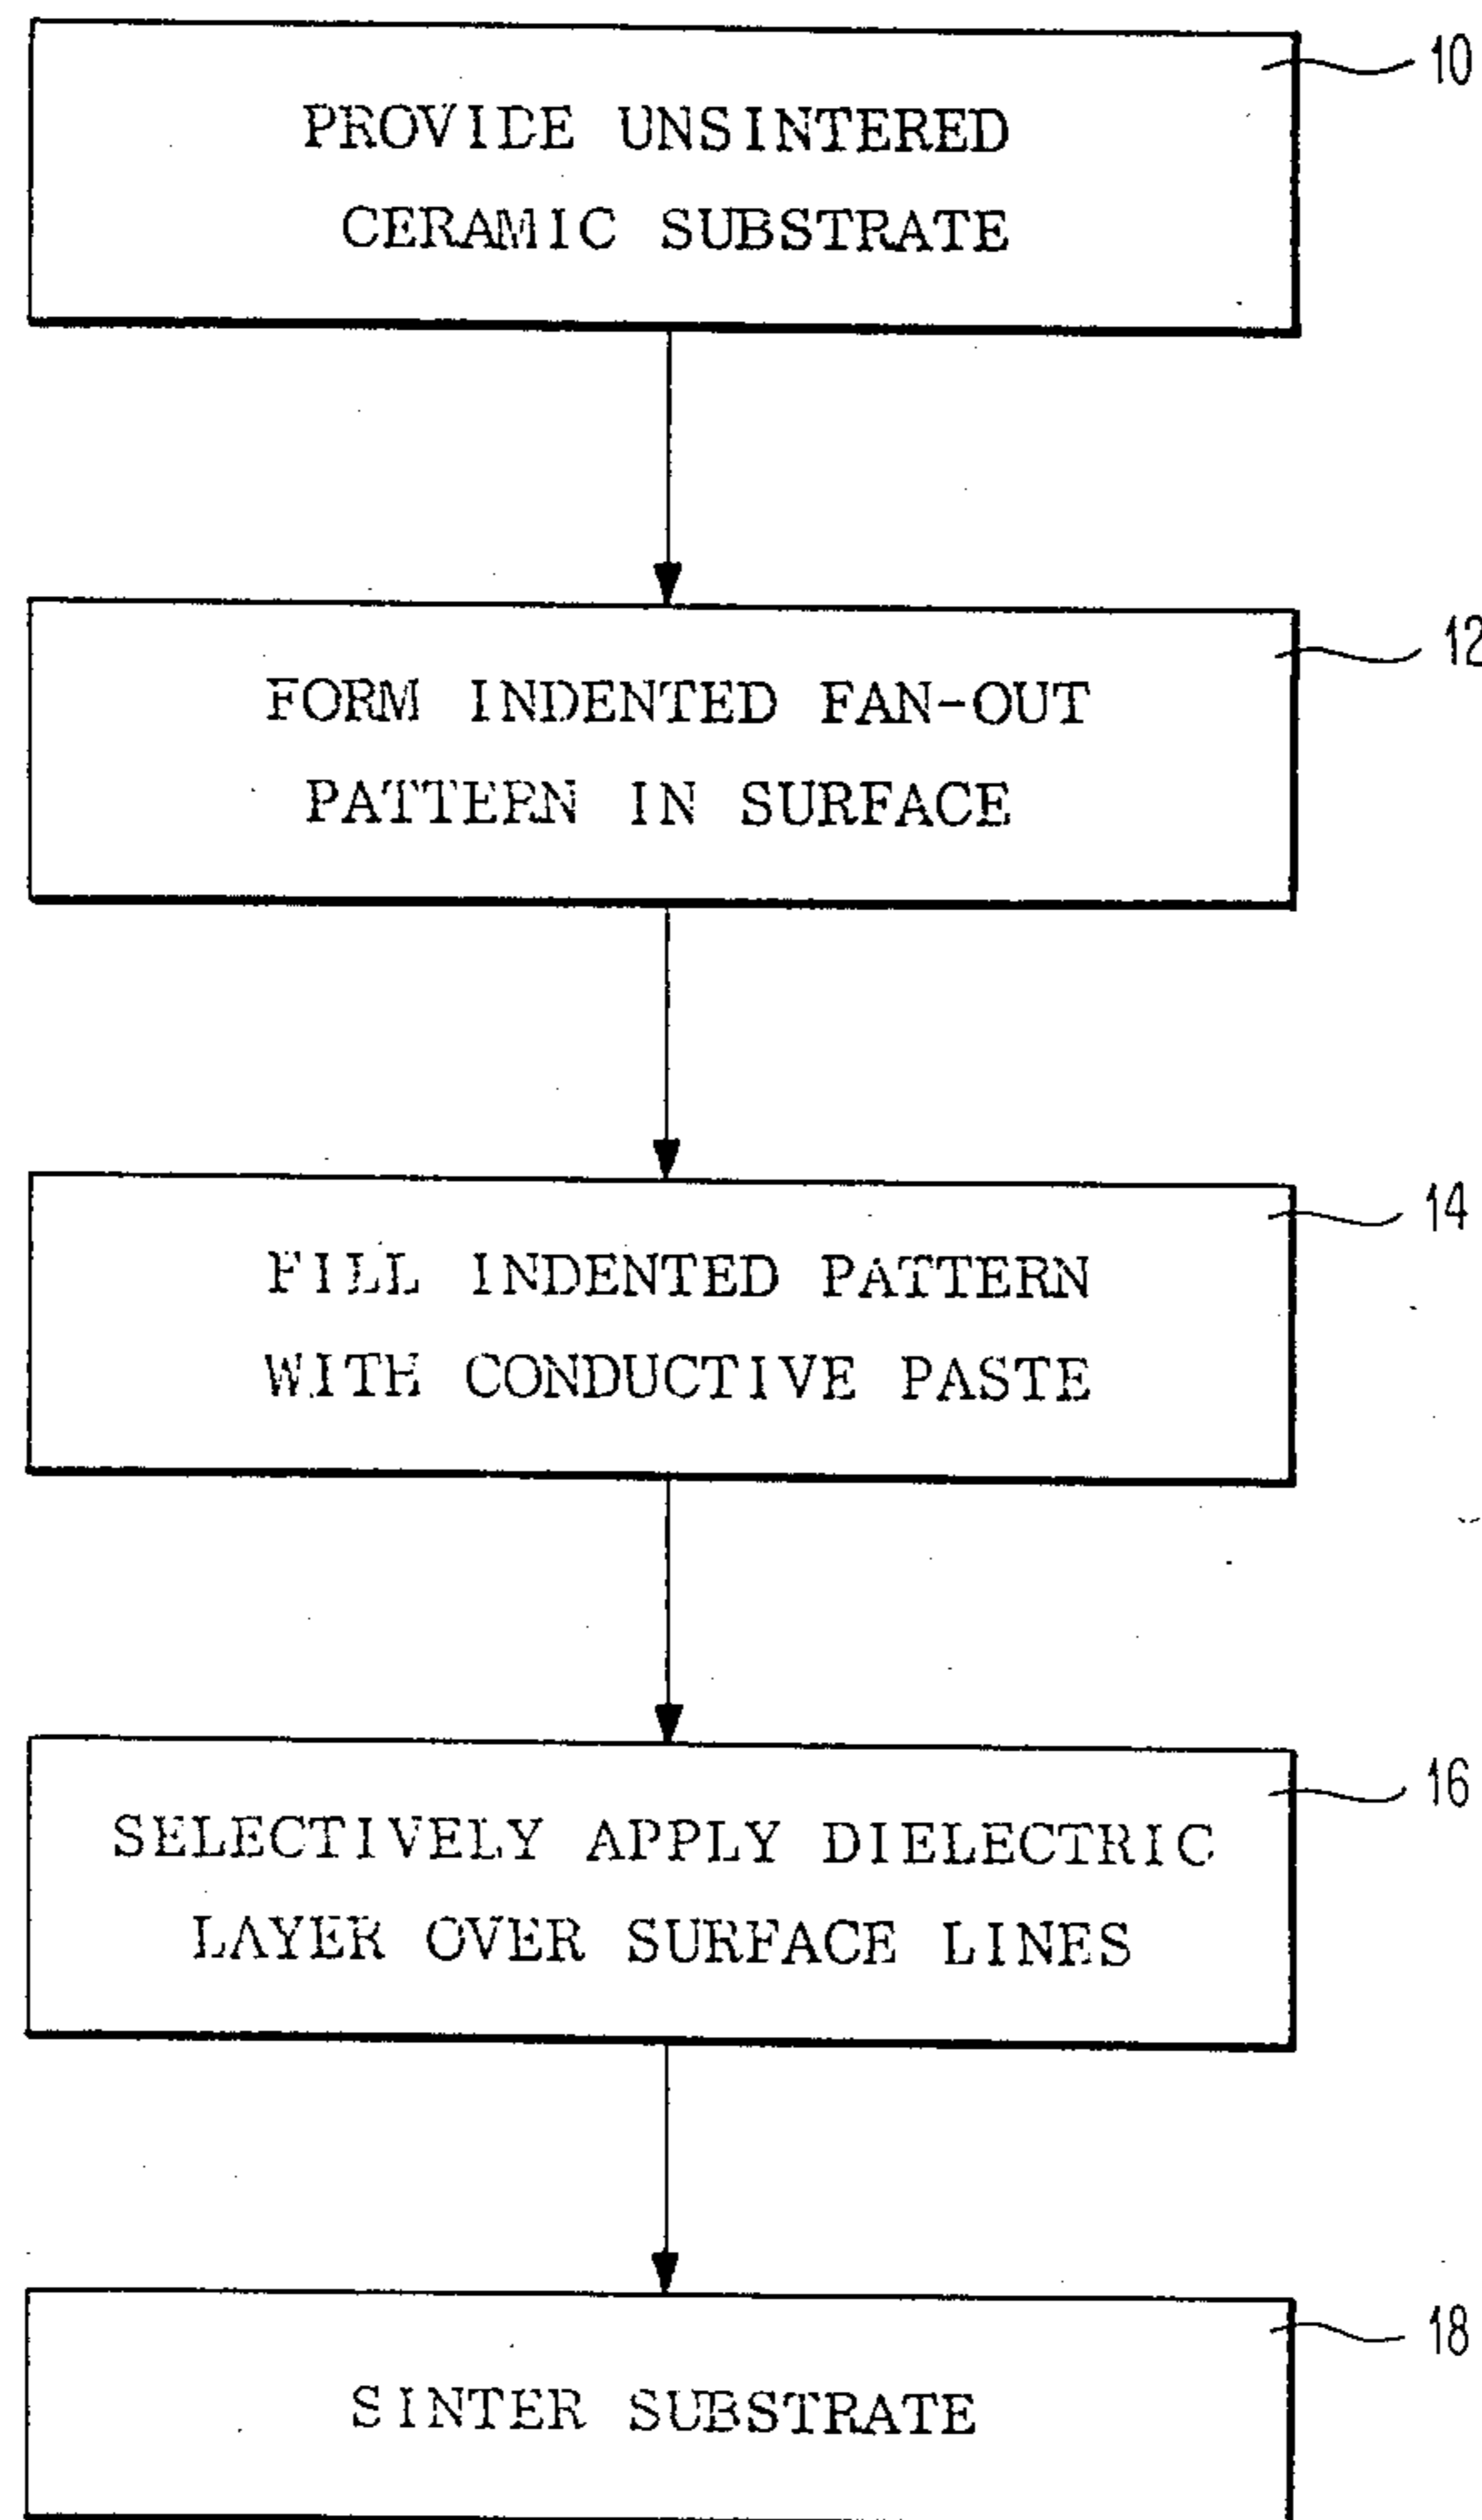 10
PROVIDE UNSINTERED
CERAMIC SUBSTRATE
12
FORM INDENTED FAN-OUT
PATTERN IN SURFACE
14
FILL INDENTED PATTERN
WITH CONDUCTIVE PASTE
16
SELECTIVELY APPLY DIELECTRIC
LAYER OVER SURFACE LINES
18
SINTER SUBSTRATE